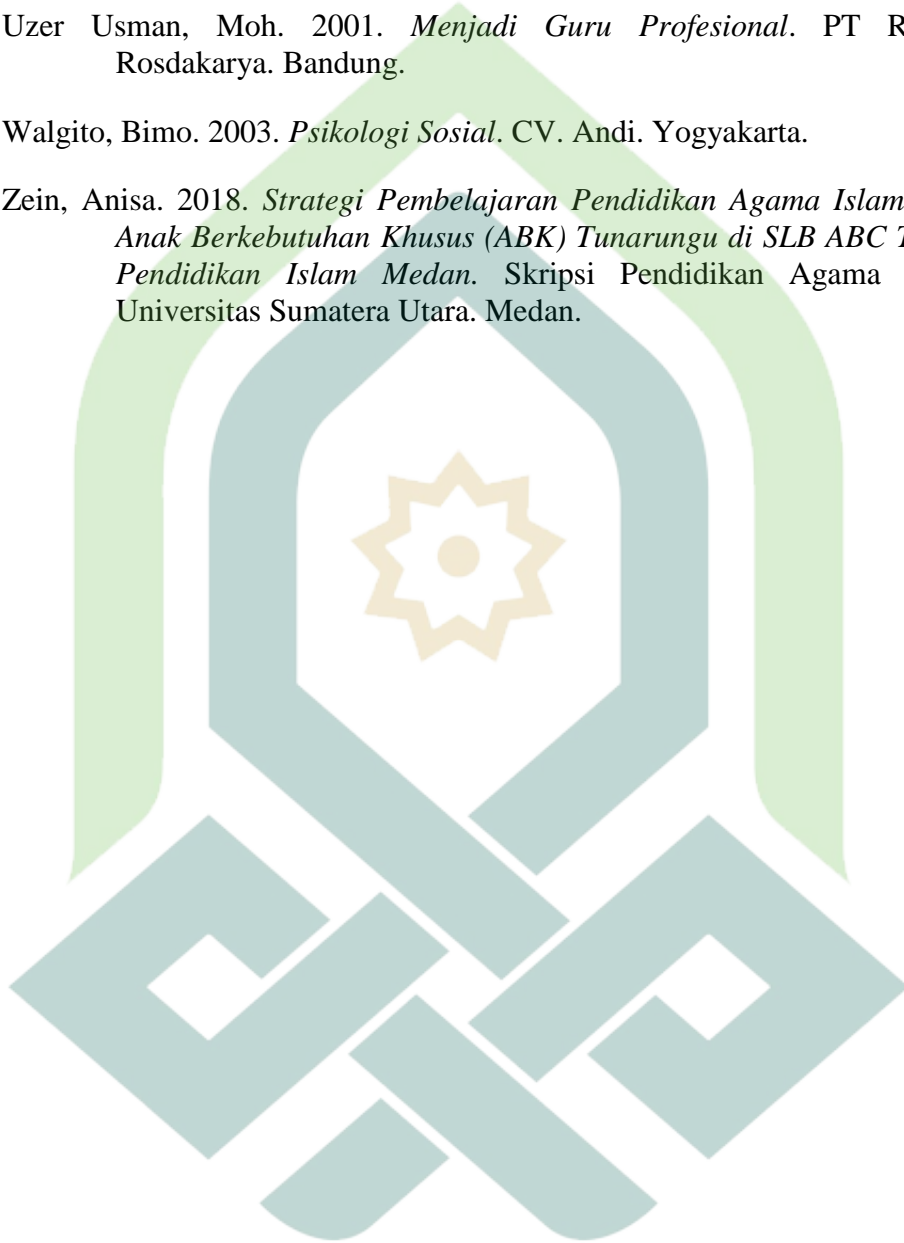 Uzer Usman, Moh. 2001. Menjadi Guru Profesional. PT R
Rosdakarya. Bandung.
Walgito, Bimo. 2003. Psikologi Sosial. CV. Andi. Yogyakarta.
Zein, Anisa. 2018. Strategi Pembelajaran Pendidikan Agama Islam
Anak Berkebutuhan Khusus (ABK) Tunarungu di SLB ABC T
Pendidikan Islam Medan. Skripsi Pendidikan Agama
Universitas Sumatera Utara. Medan.